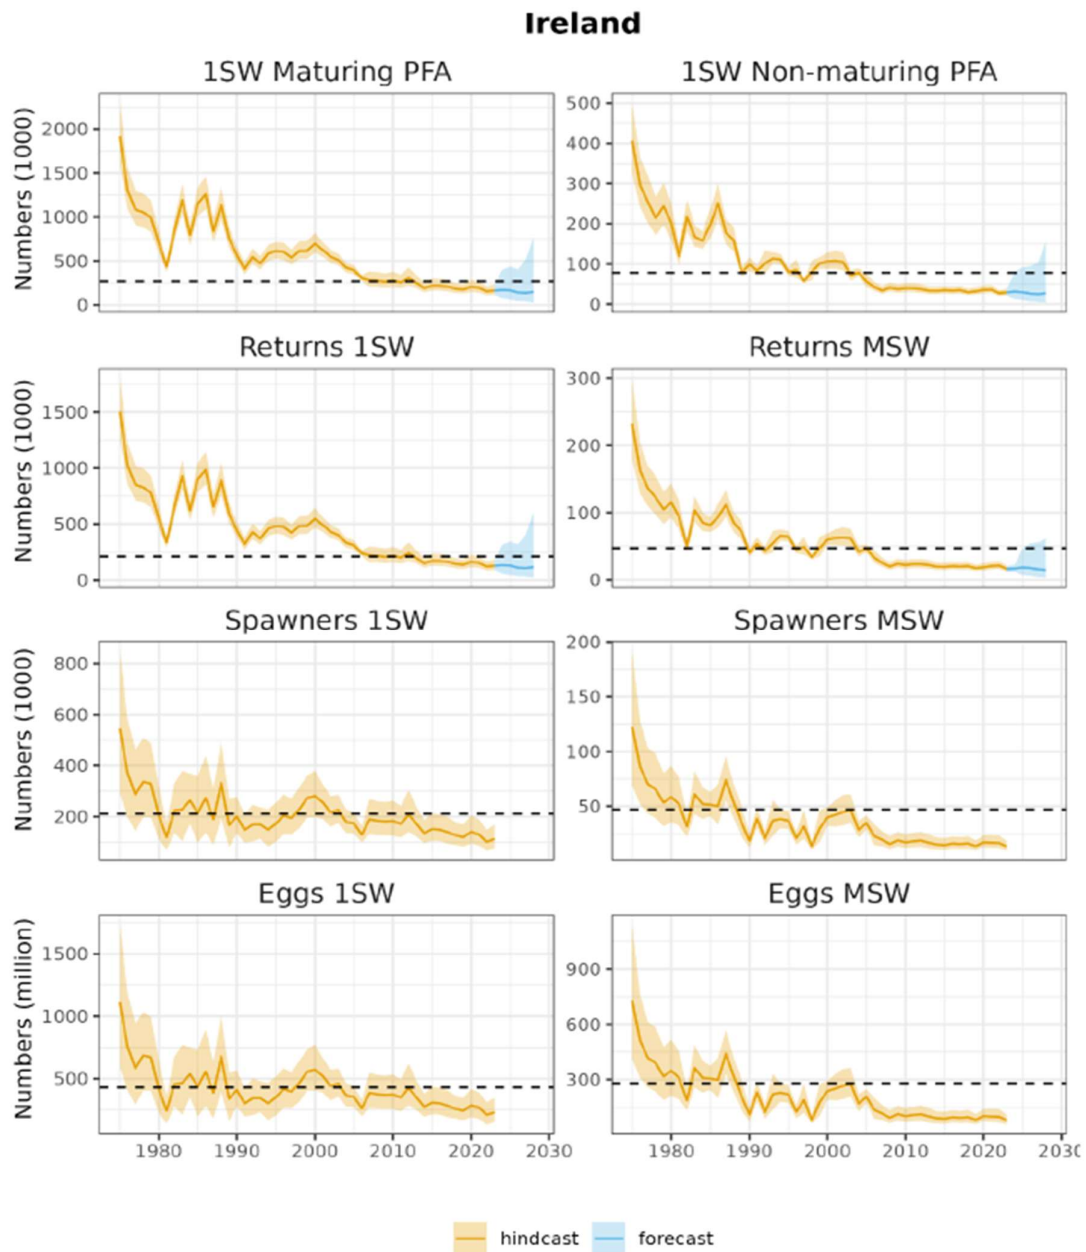 Ireland
1SW Maturing PFA
1SW Non-maturing PFA
Numbers (1000)
2000
1500
1000
500
0
500
400
300
200
100
0
Returns 1SW
Returns MSW
Numbers (1000)
1500
1000
500
0
300
200
100
0
Spawners 1SW
Spawners MSW
Numbers (1000)
800
600
400
200
200
150
100
50
Eggs 1SW
Eggs MSW
Numbers (million)
1500
1000
500
900
600
300
1980 1990 2000 2010 2020 2030
1980 1990 2000 2010 2020 2030
hindcast forecast